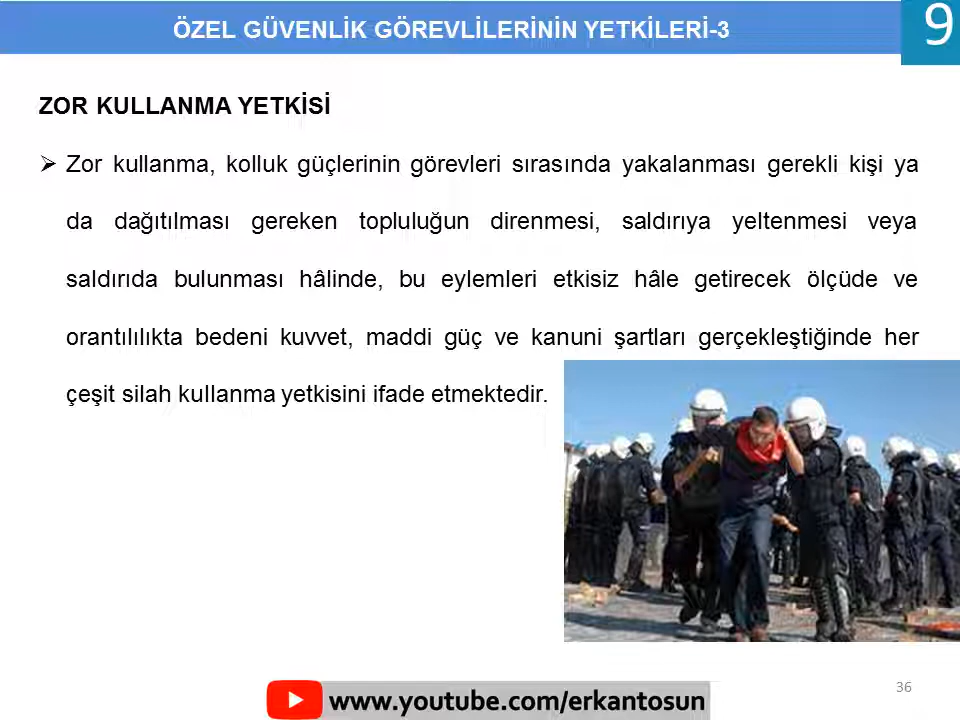 ÖZEL GÜVENLİK GÖREVLİLERİNİN YETKİLERİ-3
9
ZOR KULLANMA YETKİSİ
➢ Zor kullanma, kolluk güçlerinin görevleri sırasında yakalanması gerekli kişi ya
da dağıtılması gereken topluluğun direnmesi, saldırıya yeltenmesi veya
saldırıda bulunması hâlinde, bu eylemleri etkisiz hâle getirecek ölçüde ve
orantılılıkta bedeni kuvvet, maddi güç ve kanuni şartları gerçekleştiğinde her
çeşit silah kullanma yetkisini ifade etmektedir.
36
www.youtube.com/erkantosun